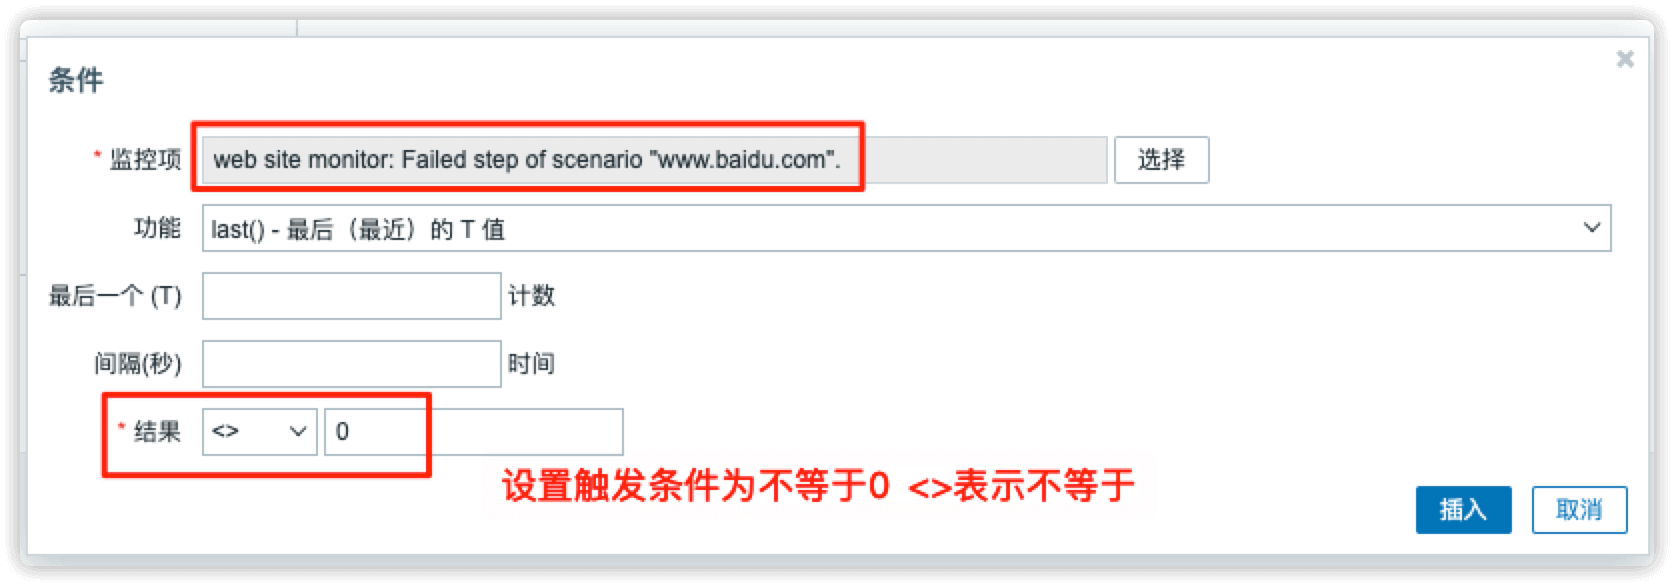 条件
* 监控项 web site monitor: Failed step of scenario "www.baidu.com". 选择
功能 last() - 最后（最近）的 T 值
最后一个 (T) 计数
间隔(秒) 时间
* 结果 <> 0
设置触发条件为不等于0 <>表示不等于
插入 取消